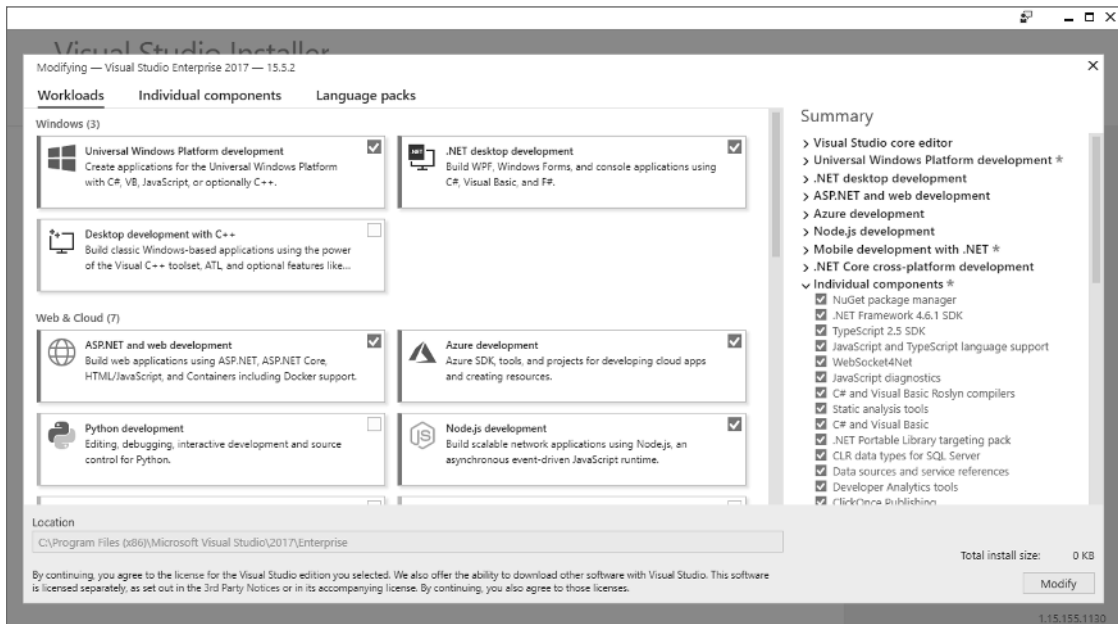 Visual Studio Installer
Modifying — Visual Studio Enterprise 2017 — 15.5.2
Workloads
Individual components
Language packs
Windows (3)
Universal Windows Platform development
Create applications for the Universal Windows Platform
with C#, VB, JavaScript, or optionally C++.
.NET
.NET desktop development
Build WPF, Windows Forms, and console applications using
C#, Visual Basic, and F#.
Desktop development with C++
Build classic Windows-based applications using the power
of the Visual C++ toolset, ATL, and optional features like...
Web & Cloud (7)
ASP.NET and web development
Build web applications using ASP.NET, ASP.NET Core,
HTML/JavaScript, and Containers including Docker support.
Azure development
Azure SDK, tools, and projects for developing cloud apps
and creating resources.
Python development
Editing, debugging, interactive development and source
control for Python.
JS
Node.js development
Build scalable network applications using Node.js, an
asynchronous event-driven JavaScript runtime.
Summary
Visual Studio core editor
Universal Windows Platform development *
.NET desktop development
ASP.NET and web development
Azure development
Node.js development
Mobile development with .NET *
.NET Core cross-platform development
Individual components *
NuGet package manager
.NET Framework 4.6.1 SDK
TypeScript 2.5 SDK
JavaScript and TypeScript language support
WebSocket4Net
JavaScript diagnostics
C# and Visual Basic Roslyn compilers
Static analysis tools
C# and Visual Basic
.NET Portable Library targeting pack
CLR data types for SQL Server
Data sources and service references
Developer Analytics tools
ClickOnce Publishing
Location
C:\Program Files (x86)\Microsoft Visual Studio\2017\Enterprise
By continuing, you agree to the license for the Visual Studio edition you selected. We also offer the ability to download other software with Visual Studio. This software
is licensed separately, as set out in the 3rd Party Notices or in its accompanying license. By continuing, you also agree to those licenses.
Total install size: 0 KB
Modify
1.15.155.1130